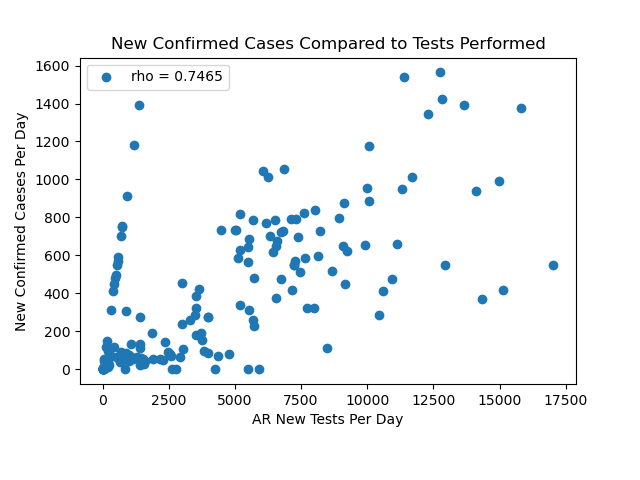 New Confirmed Cases Compared to Tests Performed
rho = 0.7465
1600
1400
1200
1000
800
600
400
200
0
New Confirmed Caeses Per Day
0 2500 5000 7500 10000 12500 15000 17500
AR New Tests Per Day